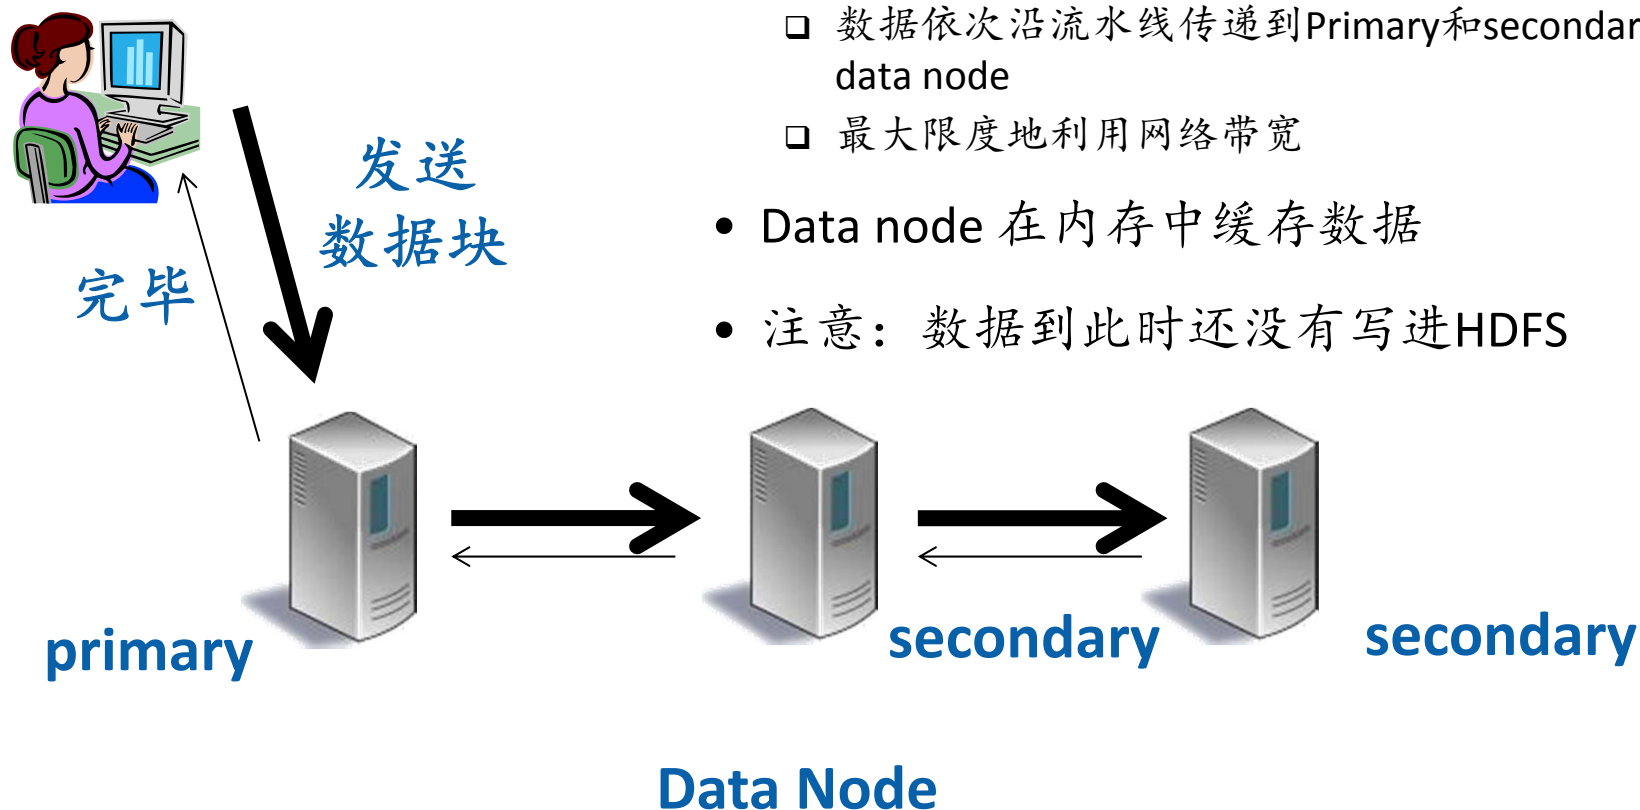 数据依次沿流水线传递到Primary和secondar
data node
最大限度地利用网络带宽
发送
数据块
• Data node 在内存中缓存数据
完毕
• 注意：数据到此时还没有写进HDFS
primary
secondary
secondary
Data Node